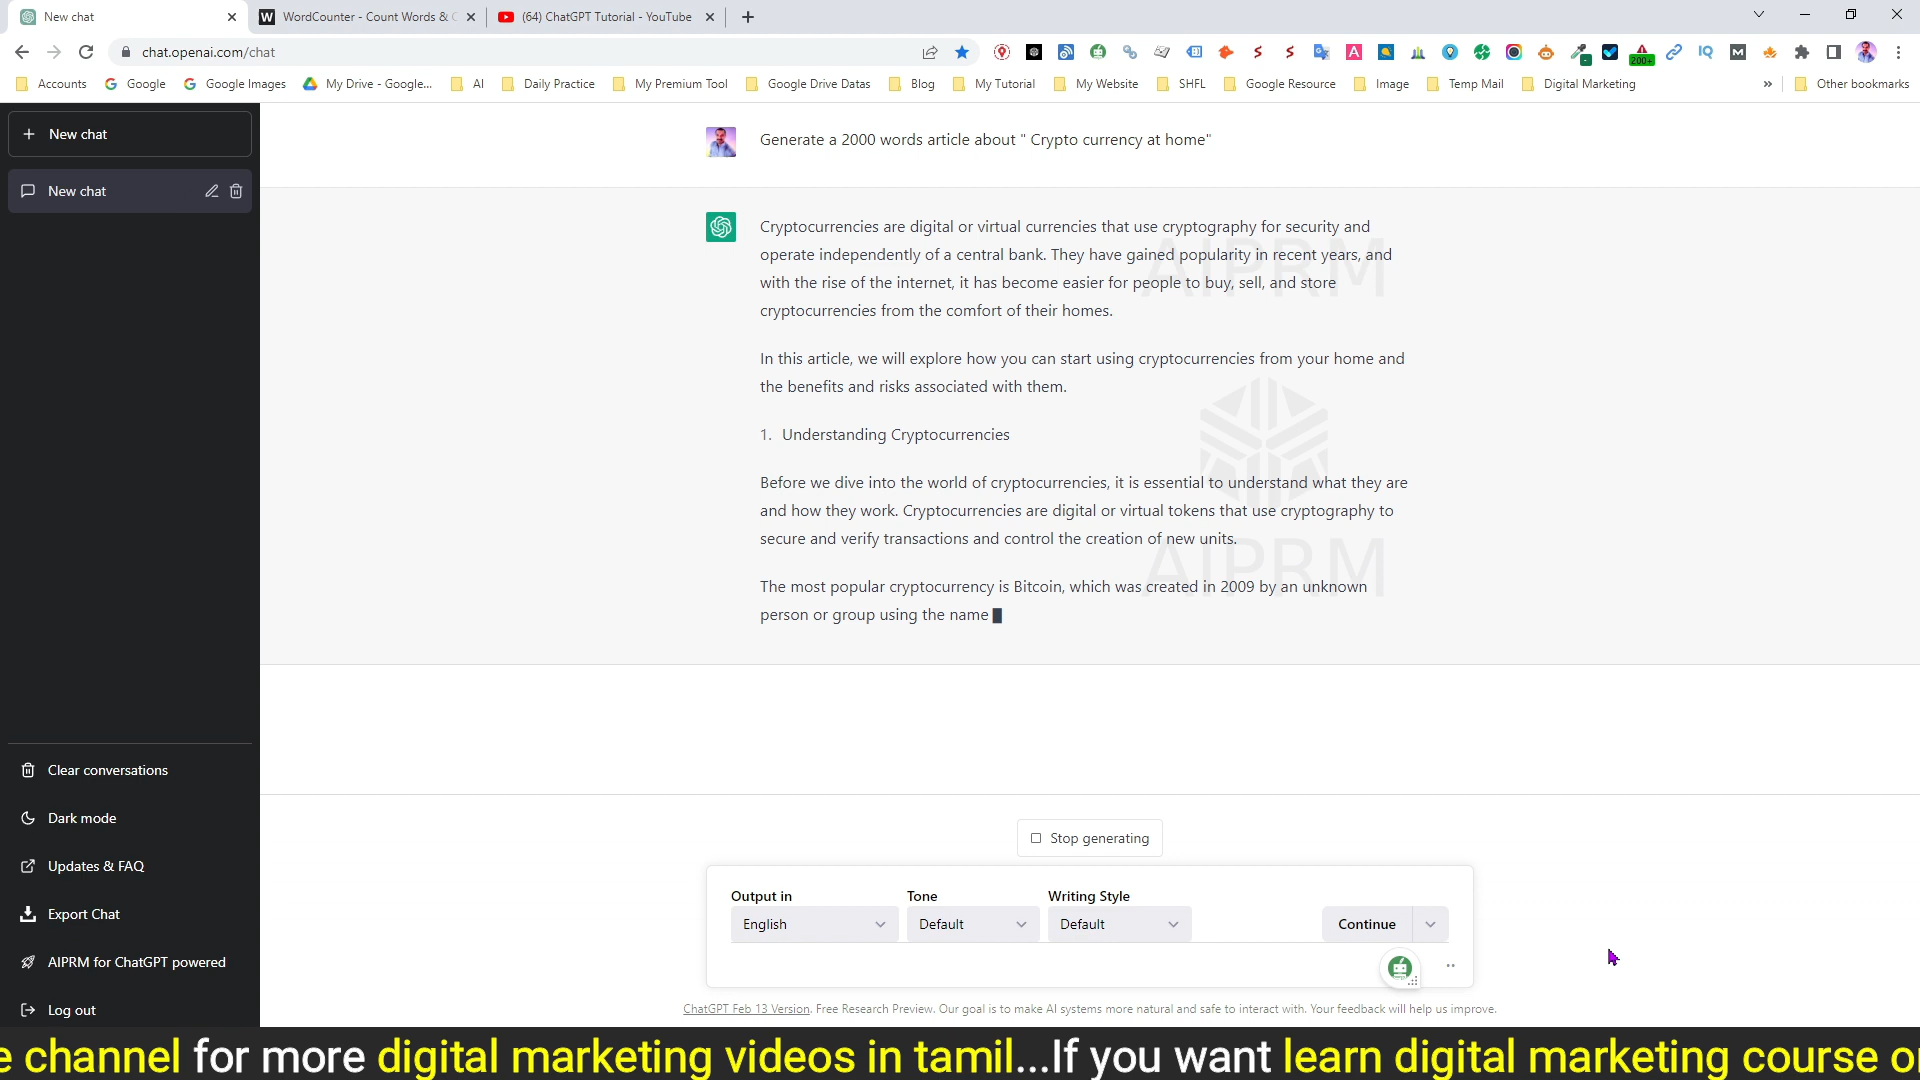 New chat
WordCounter - Count Words & C
(64) ChatGPT Tutorial - YouTube
chat.openai.com/chat
200+
Accounts
Google
Google Images
My Drive - Google...
AI
Daily Practice
My Premium Tool
Google Drive Datas
Blog
My Tutorial
My Website
SHFL
Google Resource
Image
Temp Mail
Digital Marketing
»
Other bookmarks
New chat
New chat
Clear conversations
Dark mode
Updates & FAQ
Export Chat
AIPRM for ChatGPT powered
Log out
Generate a 2000 words article about " Crypto currency at home"
Cryptocurrencies are digital or virtual currencies that use cryptography for security and
operate independently of a central bank. They have gained popularity in recent years, and
with the rise of the internet, it has become easier for people to buy, sell, and store
cryptocurrencies from the comfort of their homes.
In this article, we will explore how you can start using cryptocurrencies from your home and
the benefits and risks associated with them.
1. Understanding Cryptocurrencies
Before we dive into the world of cryptocurrencies, it is essential to understand what they are
and how they work. Cryptocurrencies are digital or virtual tokens that use cryptography to
secure and verify transactions and control the creation of new units.
The most popular cryptocurrency is Bitcoin, which was created in 2009 by an unknown
person or group using the name
AIPRM
AIPRM
Stop generating
Output in
Tone
Writing Style
English
Default
Default
Continue
ChatGPT Feb 13 Version. Free Research Preview. Our goal is to make AI systems more natural and safe to interact with. Your feedback will help us improve.
e channel for more digital marketing videos in tamil...If you want learn digital marketing course o